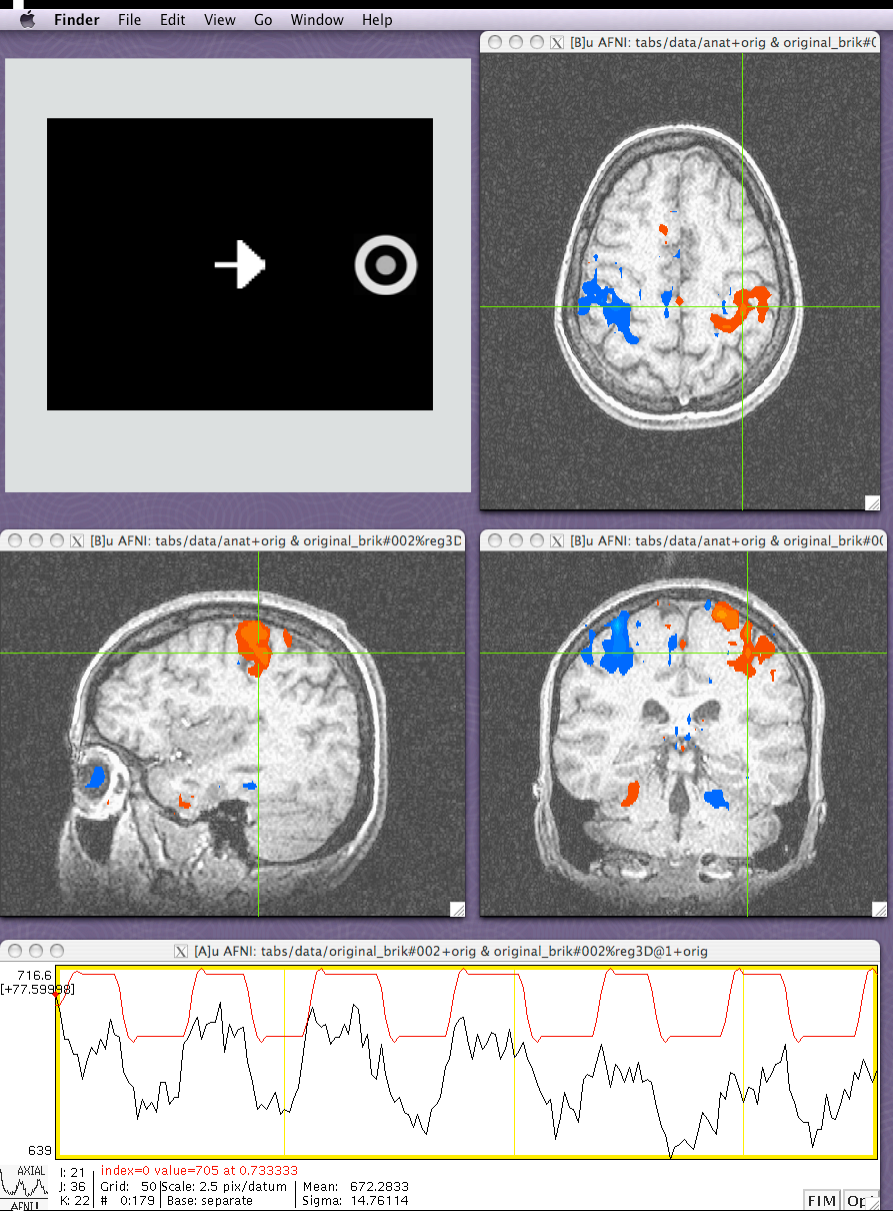 Finder File Edit View Go Window Help
[B]u AFNI: tabs/data/anat+orig & original_brik#0
[B]u AFNI: tabs/data/anat+orig & original_brik#002%reg3D
[B]u AFNI: tabs/data/anat+orig & original_brik#00
[A]u AFNI: tabs/data/original_brik#002+orig & original_brik#002%reg3D@1+orig
716.6
[+77.59998]
639
AXIAL
I: 21 index=0 value=705 at 0.733333
J: 36 Grid: 50 Scale: 2.5 pix/datum Mean: 672.2833
K: 22 # 0:179 Base: separate Sigma: 14.76114
AFNI
FIM Op